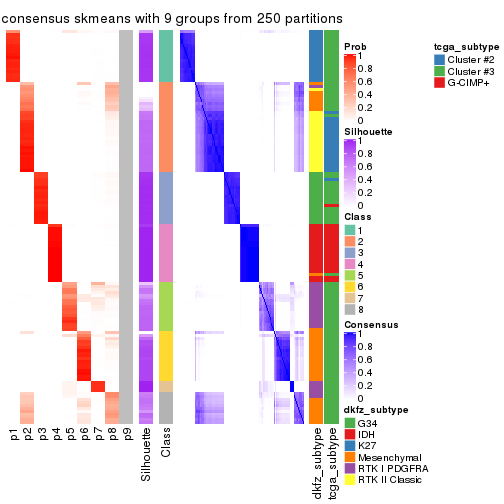 consensus skmeans with 9 groups from 250 partitions
Prob
1
0.8
0.6
0.4
0.2
0
Silhouette
1
0.8
0.6
0.4
0.2
0
Class
1
2
3
4
5
6
7
8
Consensus
1
0.8
0.6
0.4
0.2
0
dkfz_subtype
G34
IDH
K27
Mesenchymal
RTK I PDGFRA
RTK II Classic
tcga_subtype
Cluster #2
Cluster #3
G-CIMP+
p1
p2
p3
p4
p5
p6
p7
p8
p9
Silhouette
Class
dkfz_subtype
tcga_subtype